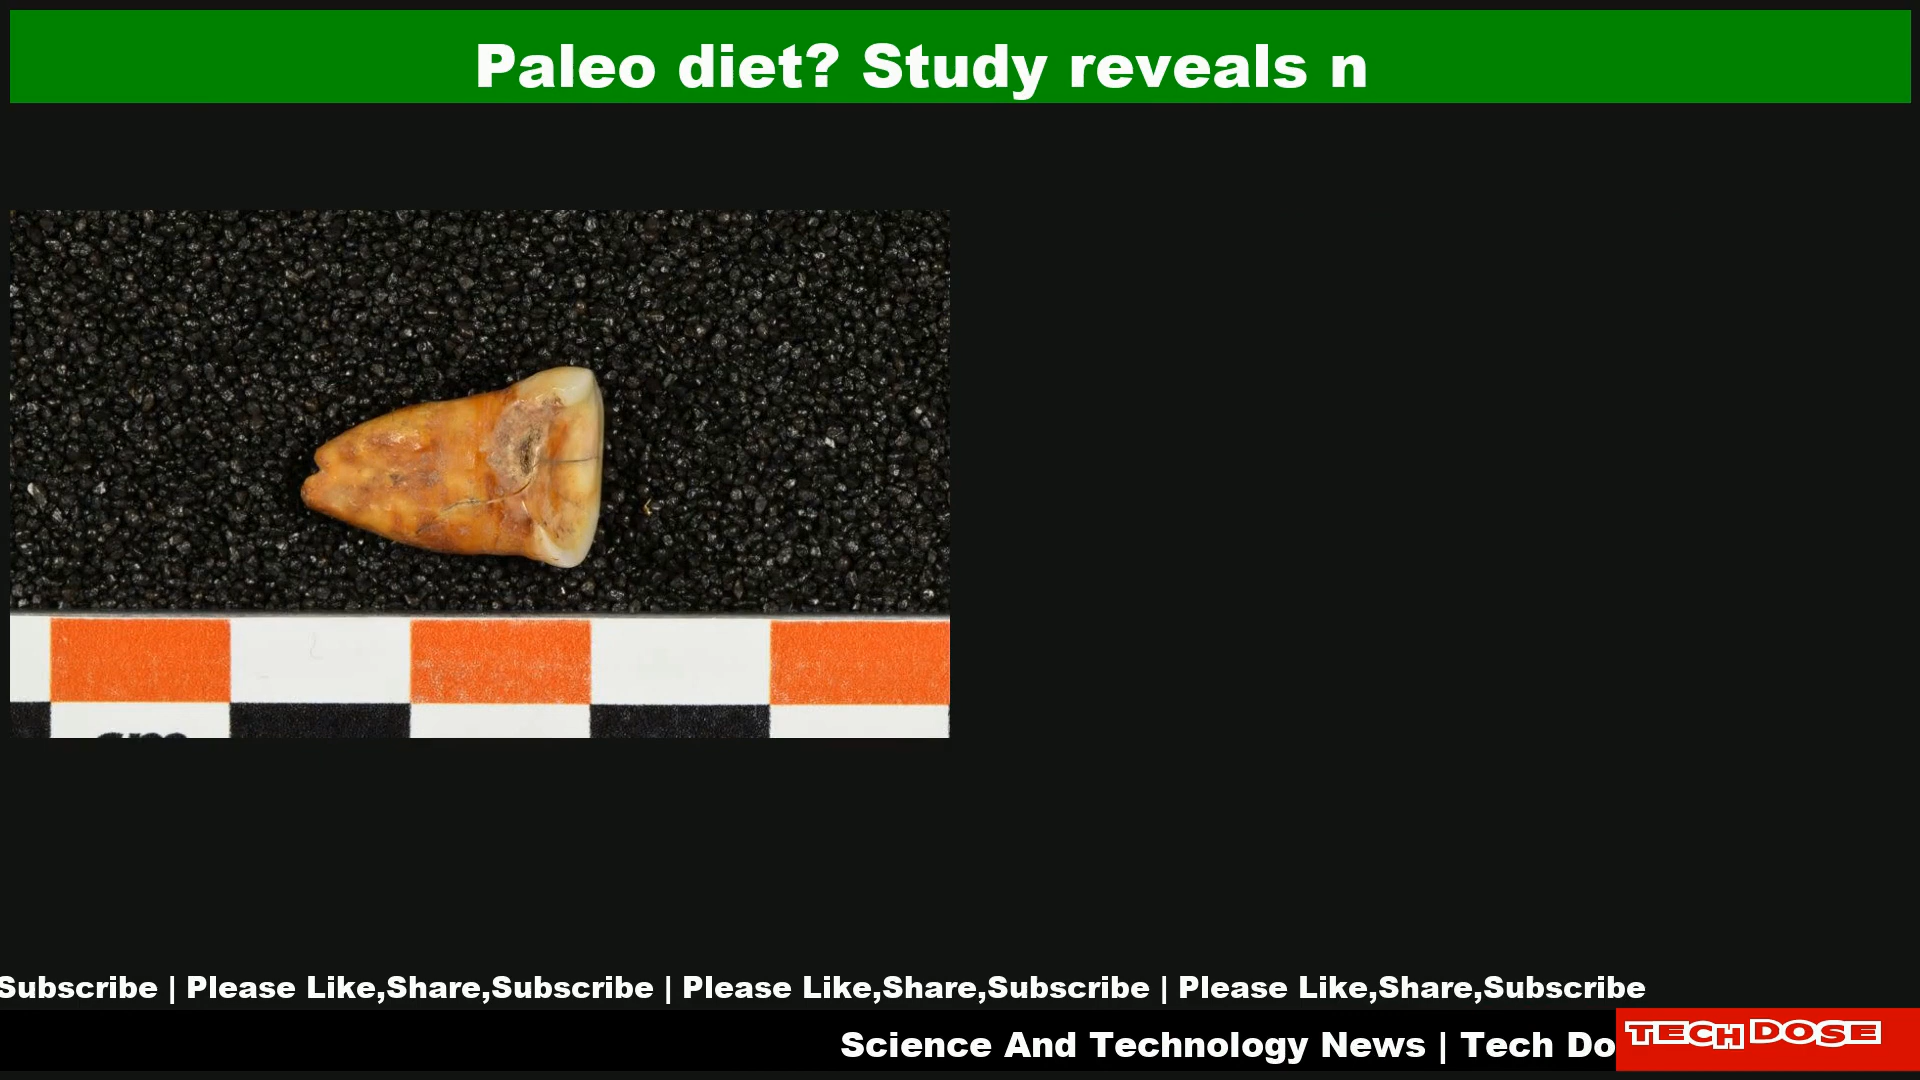 Paleo diet? Study reveals n
Subscribe | Please Like,Share,Subscribe | Please Like,Share,Subscribe | Please Like,Share,Subscribe
Science And Technology News | Tech Do
TECH DOSE